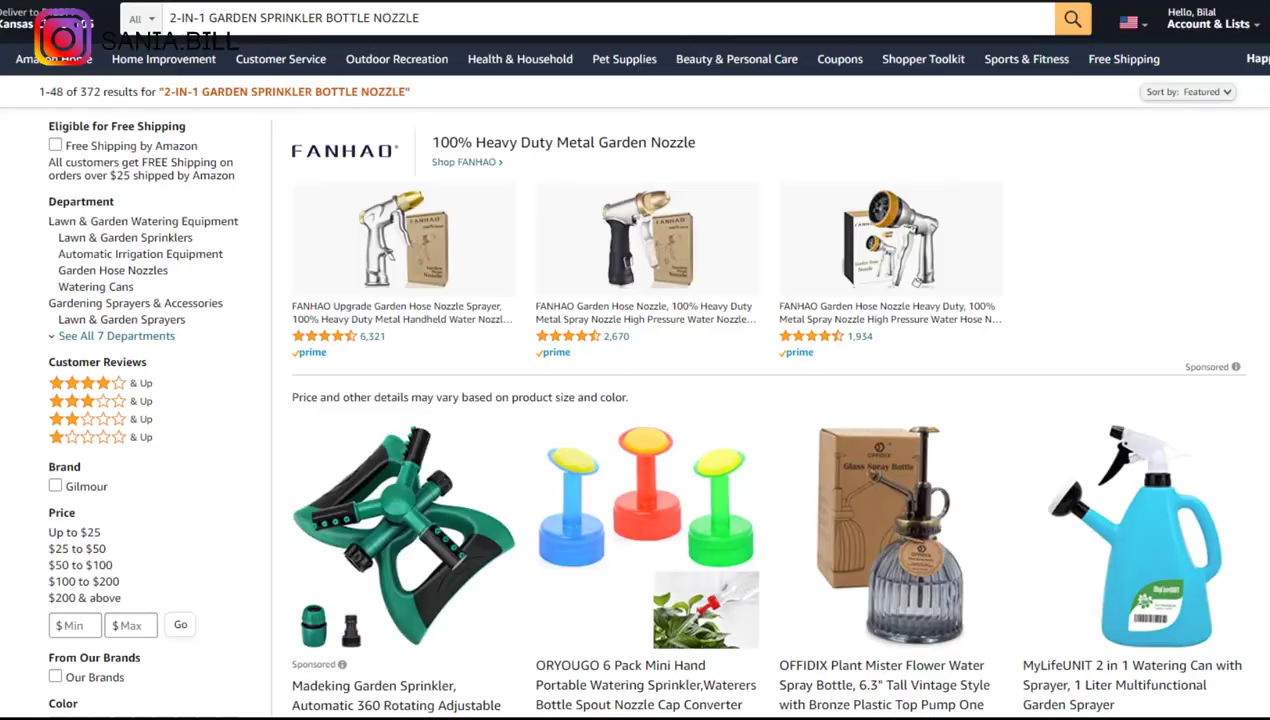 Deliver to
Kansas
All
2-IN-1 GARDEN SPRINKLER BOTTLE NOZZLE
Hello, Bilal
Account & Lists
SANIA.BILL
Home Improvement
Customer Service
Outdoor Recreation
Health & Household
Pet Supplies
Beauty & Personal Care
Coupons
Shopper Toolkit
Sports & Fitness
Free Shipping
1-48 of 372 results for "2-IN-1 GARDEN SPRINKLER BOTTLE NOZZLE"
Sort by: Featured
Eligible for Free Shipping
Free Shipping by Amazon
All customers get FREE Shipping on
orders over $25 shipped by Amazon
Department
Lawn & Garden Watering Equipment
Lawn & Garden Sprinklers
Automatic Irrigation Equipment
Garden Hose Nozzles
Watering Cans
Gardening Sprayers & Accessories
Lawn & Garden Sprayers
See All 7 Departments
Customer Reviews
& Up
& Up
& Up
& Up
Brand
Gilmour
Price
Up to $25
$25 to $50
$50 to $100
$100 to $200
$200 & above
$ Min
$ Max
Go
From Our Brands
Our Brands
Color
FANHAO
100% Heavy Duty Metal Garden Nozzle
Shop FANHAO ›
FANHAO Upgrade Garden Hose Nozzle Sprayer,
100% Heavy Duty Metal Handheld Water Nozzl...
6,321
prime
FANHAO Garden Hose Nozzle, 100% Heavy Duty
Metal Spray Nozzle High Pressure Water Nozzle...
2,670
prime
FANHAO Garden Hose Nozzle Heavy Duty, 100%
Metal Spray Nozzle High Pressure Water Hose N...
1,934
prime
Sponsored
Price and other details may vary based on product size and color.
OFFIDIX
Glass Spray Bottle
Sponsored
Madeking Garden Sprinkler,
Automatic 360 Rotating Adjustable
ORYOUGO 6 Pack Mini Hand
Portable Watering Sprinkler,Waterers
Bottle Spout Nozzle Cap Converter
OFFIDIX Plant Mister Flower Water
Spray Bottle, 6.3" Tall Vintage Style
with Bronze Plastic Top Pump One
MyLifeUNIT 2 in 1 Watering Can with
Sprayer, 1 Liter Multifunctional
Garden Sprayer